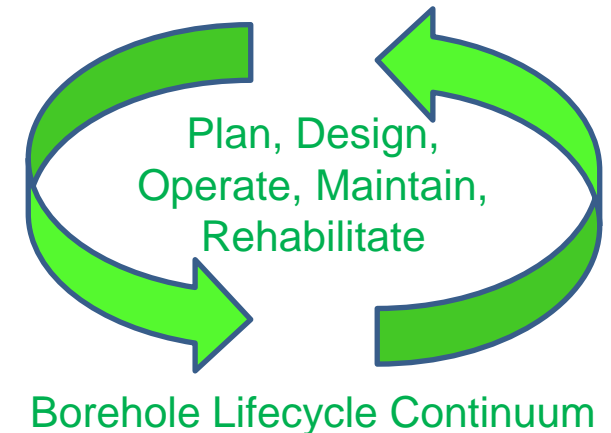 Plan, Design,
Operate, Maintain,
Rehabilitate
Borehole Lifecycle Continuum